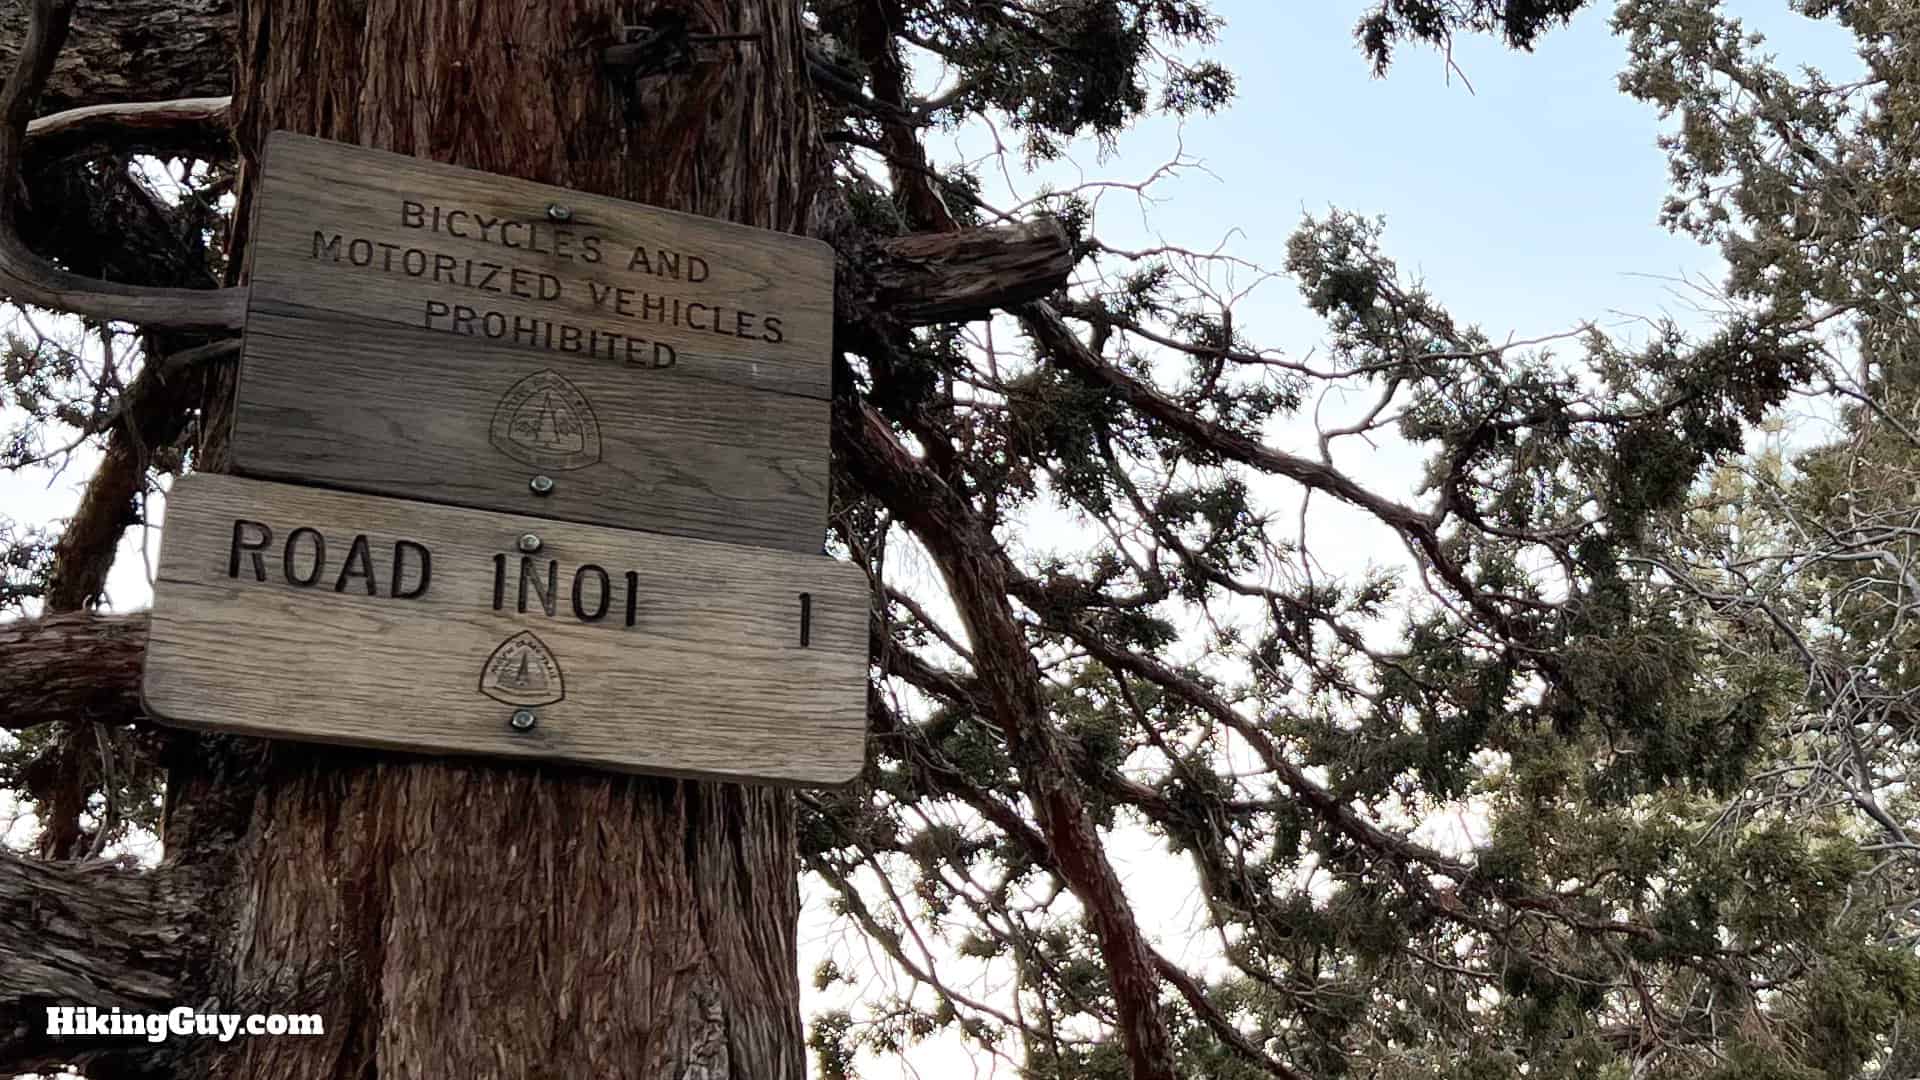 BICYCLES AND
MOTORIZED VEHICLES
PROHIBITED
ROAD 1N01 1
HikingGuy.com